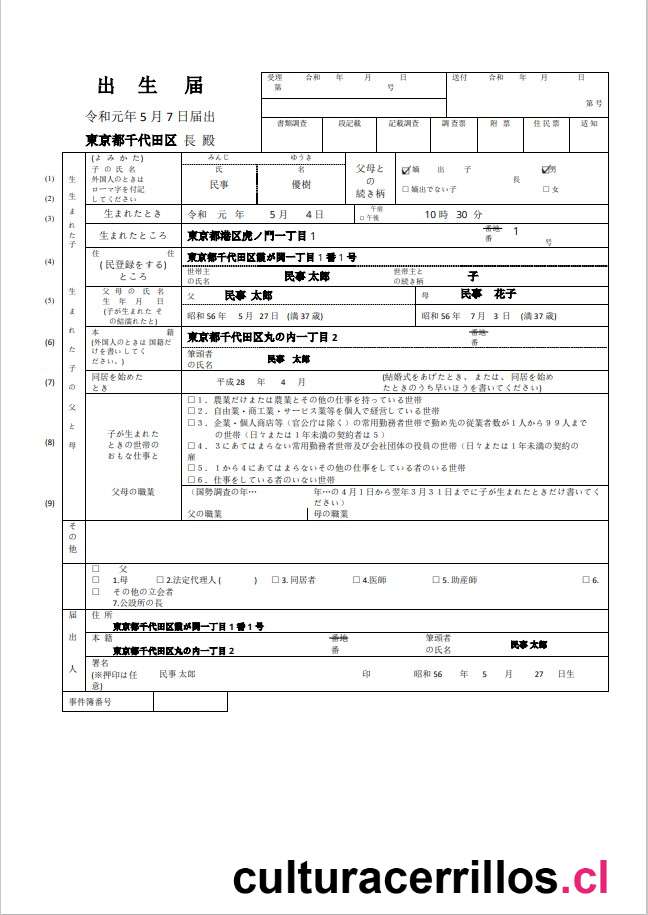 出 生 届
令和元年 5 月 7 日届出
東京都千代田区 長 殿
受理 令和 年 月 日
第 号
送付 令和 年 月 日
第 号
書類調査 段記載 記載調査 調査票 附 票 住民票 通 知
(1)
(2)
(3)
(4)
(5)
(6)
(7)
(8)
(9)
生
生
ま
れ
た
子
(よ み か た)
子 の 氏 名
外国人のときは
ローマ字を付記
してください
みんじ ゆうき
氏 名
民事 優樹
父母と
の
続き柄
嫡 出 子
長
男
□ 嫡出でない子
□ 女
生まれたとき
令和 元 年 5 月 4 日
午前
□ 午後
10 時 30 分
生まれたところ
東京都港区虎ノ門一丁目 1
番地
番
1
号
住 住
( 民登録をする)
ところ
東京都千代田区霞が関一丁目 1 番 1 号
世帯主
の氏名
民事 太郎
世帯主と
の続き柄
子
生
ま
れ
た
子
の
父
と
母
父 母 の 氏 名
生 年 月 日
父 民事 太郎
母 民事 花子
昭和 56 年 5 月 27 日 (満 37 歳)
昭和 56 年 7 月 3 日 (満 37 歳)
本 籍
(外国人のときは 国籍だ
けを書い してく
ださい。)
東京都千代田区丸の内一丁目 2
番地
番
筆頭者
の氏名
民事 太郎
同居を始めた
とき
平成 28 年 4 月
(結婚式をあげたとき、または、同居を始め
たときのうち早いほうを書いてください)
子が生まれた
ときの世帯の
おもな仕事と
□ 1．農業だけまたは農業とその他の仕事を持っている世帯
□ 2．自由業・商工業・サービス業等を個人で経営している世帯
□ 3．企業・個人商店等（官公庁は除く）の常用勤労者世帯で勤め先の従業者数が 1 人から 9 9 人まで
の世帯（日々または 1 年未満の契約者は 5 ）
□ 4．3 にあてはまらない常用勤労者世帯及び会社団体の役員の世帯（日々または 1 年未満の契約の
雇
□ 5．1 から 4 にあてはまらないその他の仕事をしている者のいる世帯
□ 6．仕事をしている者のいない世帯
父母の職業
（国勢調査の年…
年…の 4 月 1 日から翌年 3 月 3 1 日までに子が生まれたときだけ書いてく
ださい）
父の職業
母の職業
そ
の
他
□ 父
□ 1.母 □ 2.法定代理人 ( ) □ 3. 同居者 □ 4.医師 □ 5. 助産師 □ 6.
□ その他の立会者
7.公設所の長
届
出
人
住 所
東京都千代田区霞が関一丁目 1 番 1 号
本 籍
東京都千代田区丸の内一丁目 2
番地
番
筆頭者
の氏名
民事 太郎
署名
(※押印は任
意)
民事 太郎
印
昭和 56 年 5 月 27 日生
事件簿番号
culturacerrillos.cl